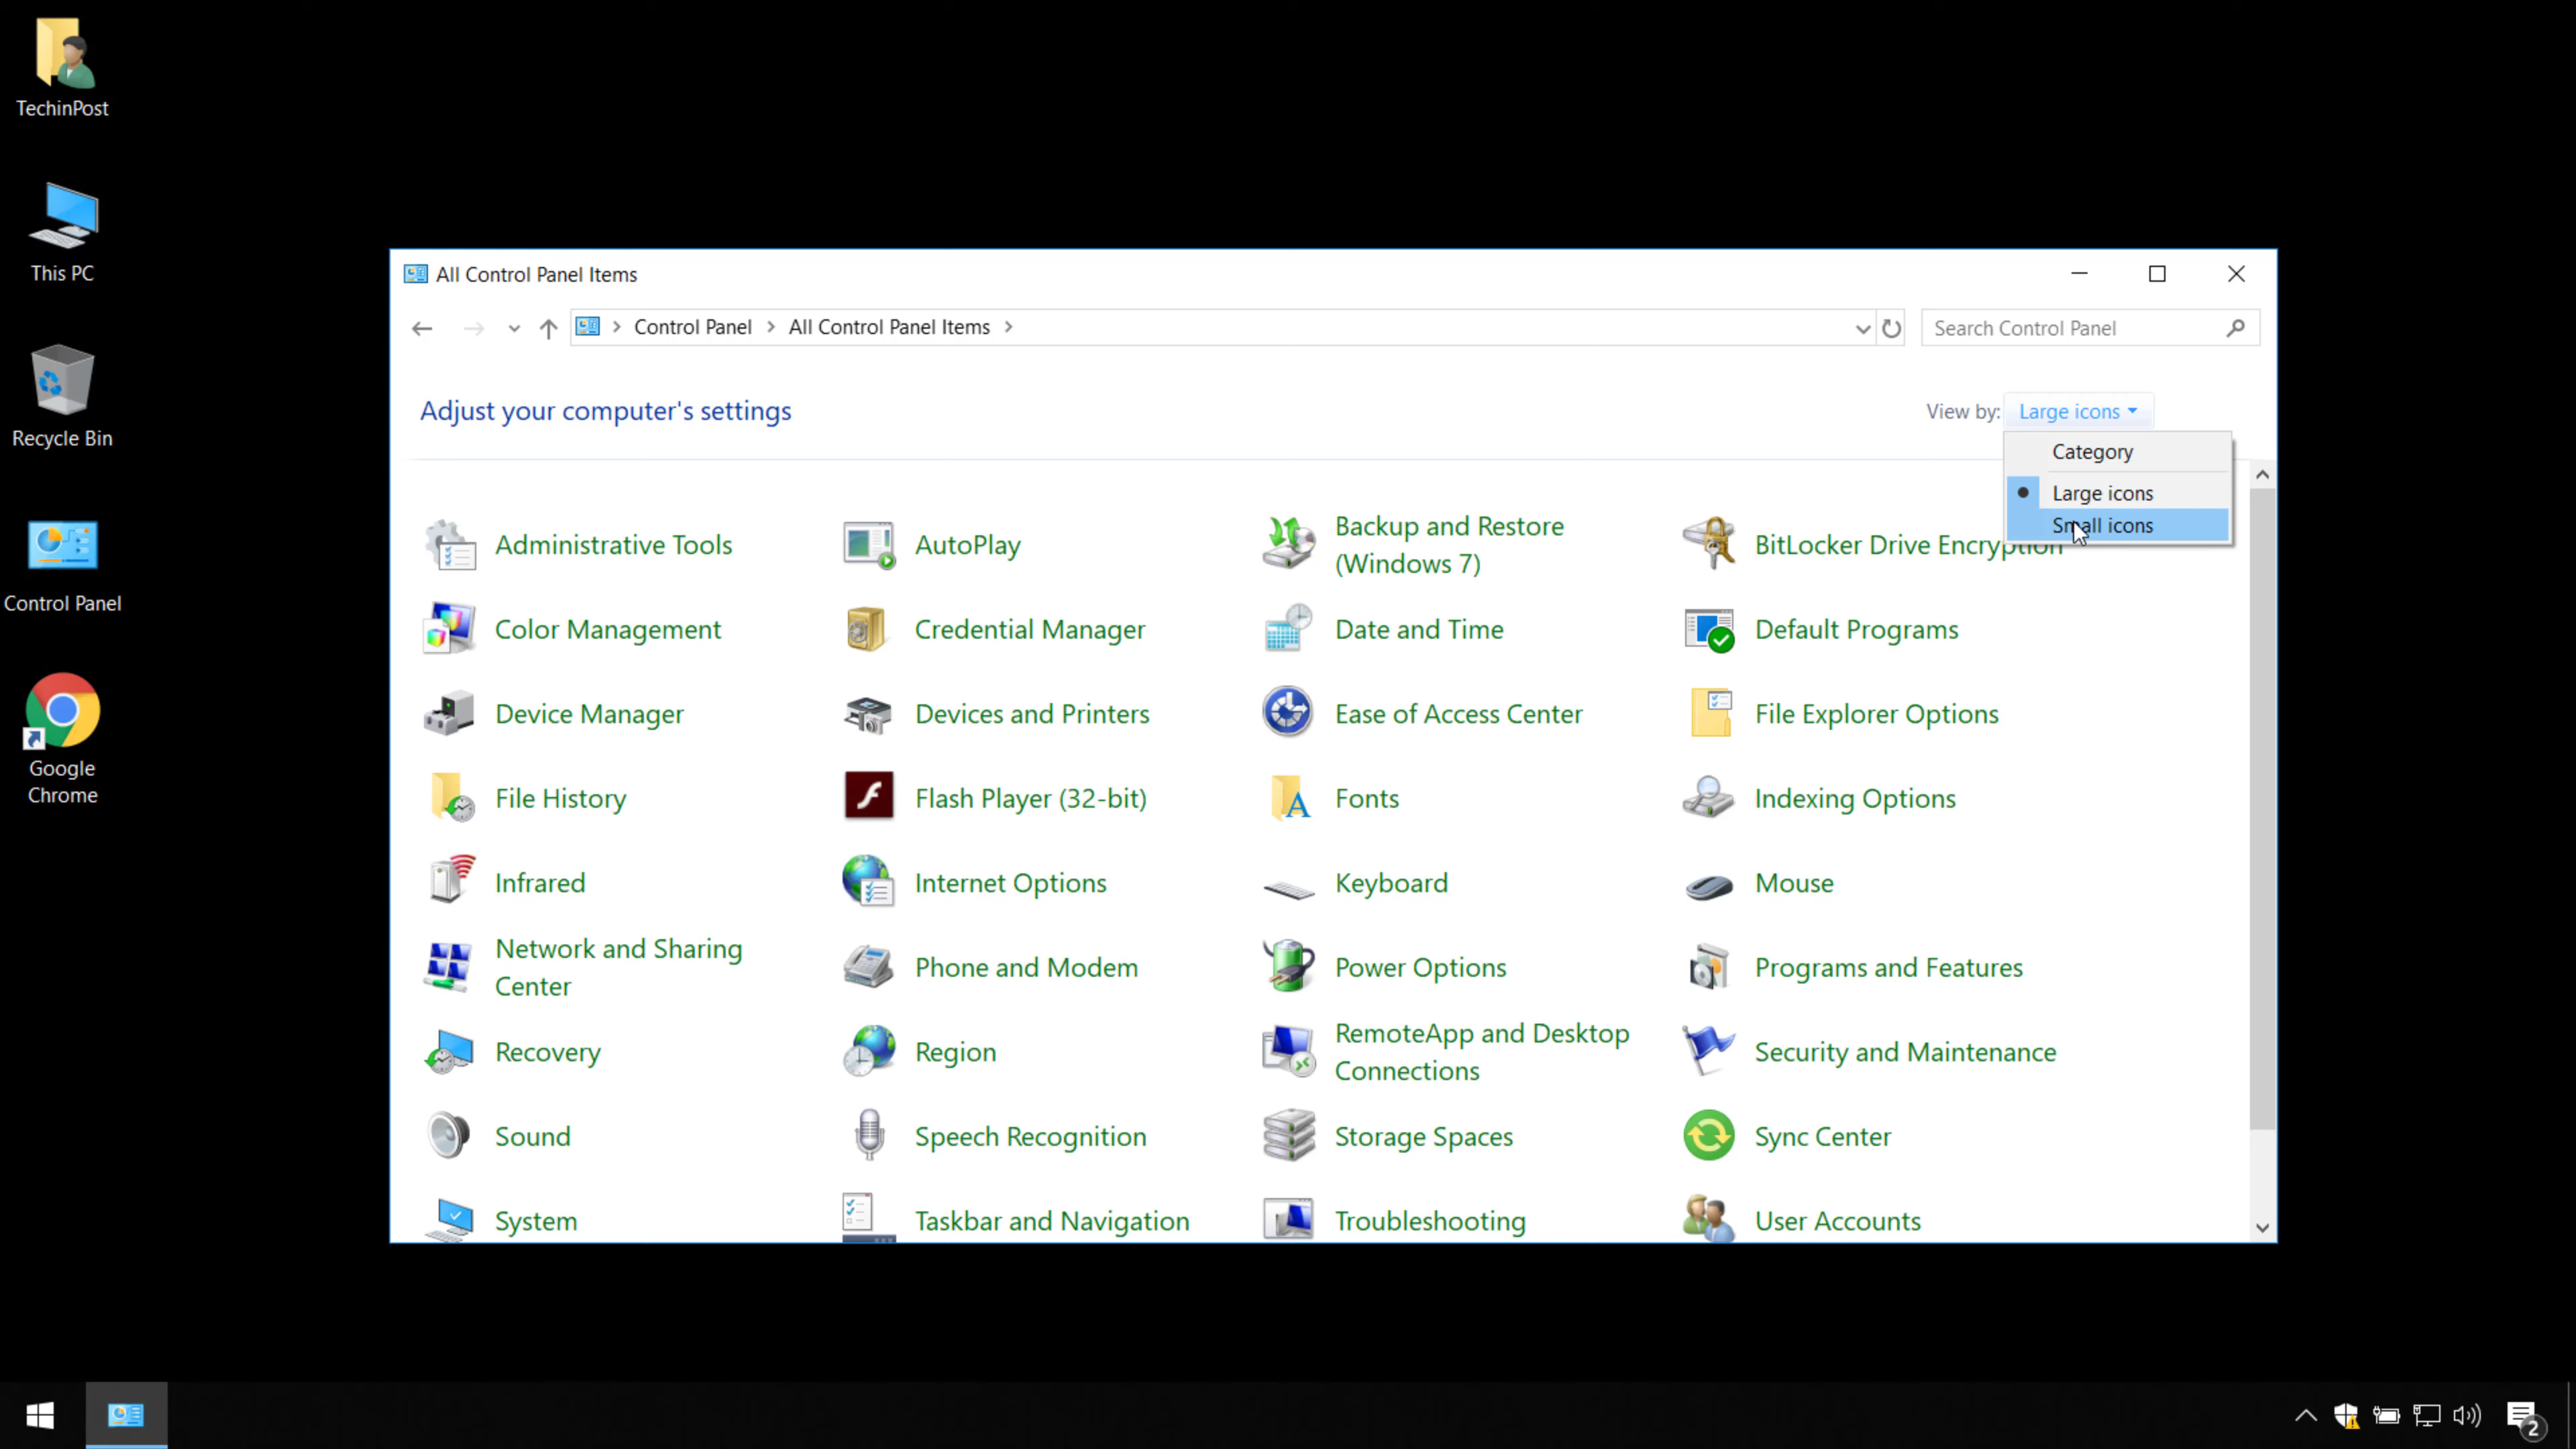 TechinPost
This PC
Recycle Bin
Control Panel
Google
Chrome
All Control Panel Items
Control Panel
All Control Panel Items
Search Control Panel
Adjust your computer's settings
View by:
Large icons
Category
Large icons
Small icons
Administrative Tools
AutoPlay
Backup and Restore
(Windows 7)
BitLocker Drive Encryption
Color Management
Credential Manager
Date and Time
Default Programs
Device Manager
Devices and Printers
Ease of Access Center
File Explorer Options
File History
Flash Player (32-bit)
Fonts
Indexing Options
Infrared
Internet Options
Keyboard
Mouse
Network and Sharing
Center
Phone and Modem
Power Options
Programs and Features
Recovery
Region
RemoteApp and Desktop
Connections
Security and Maintenance
Sound
Speech Recognition
Storage Spaces
Sync Center
System
Taskbar and Navigation
Troubleshooting
User Accounts
2